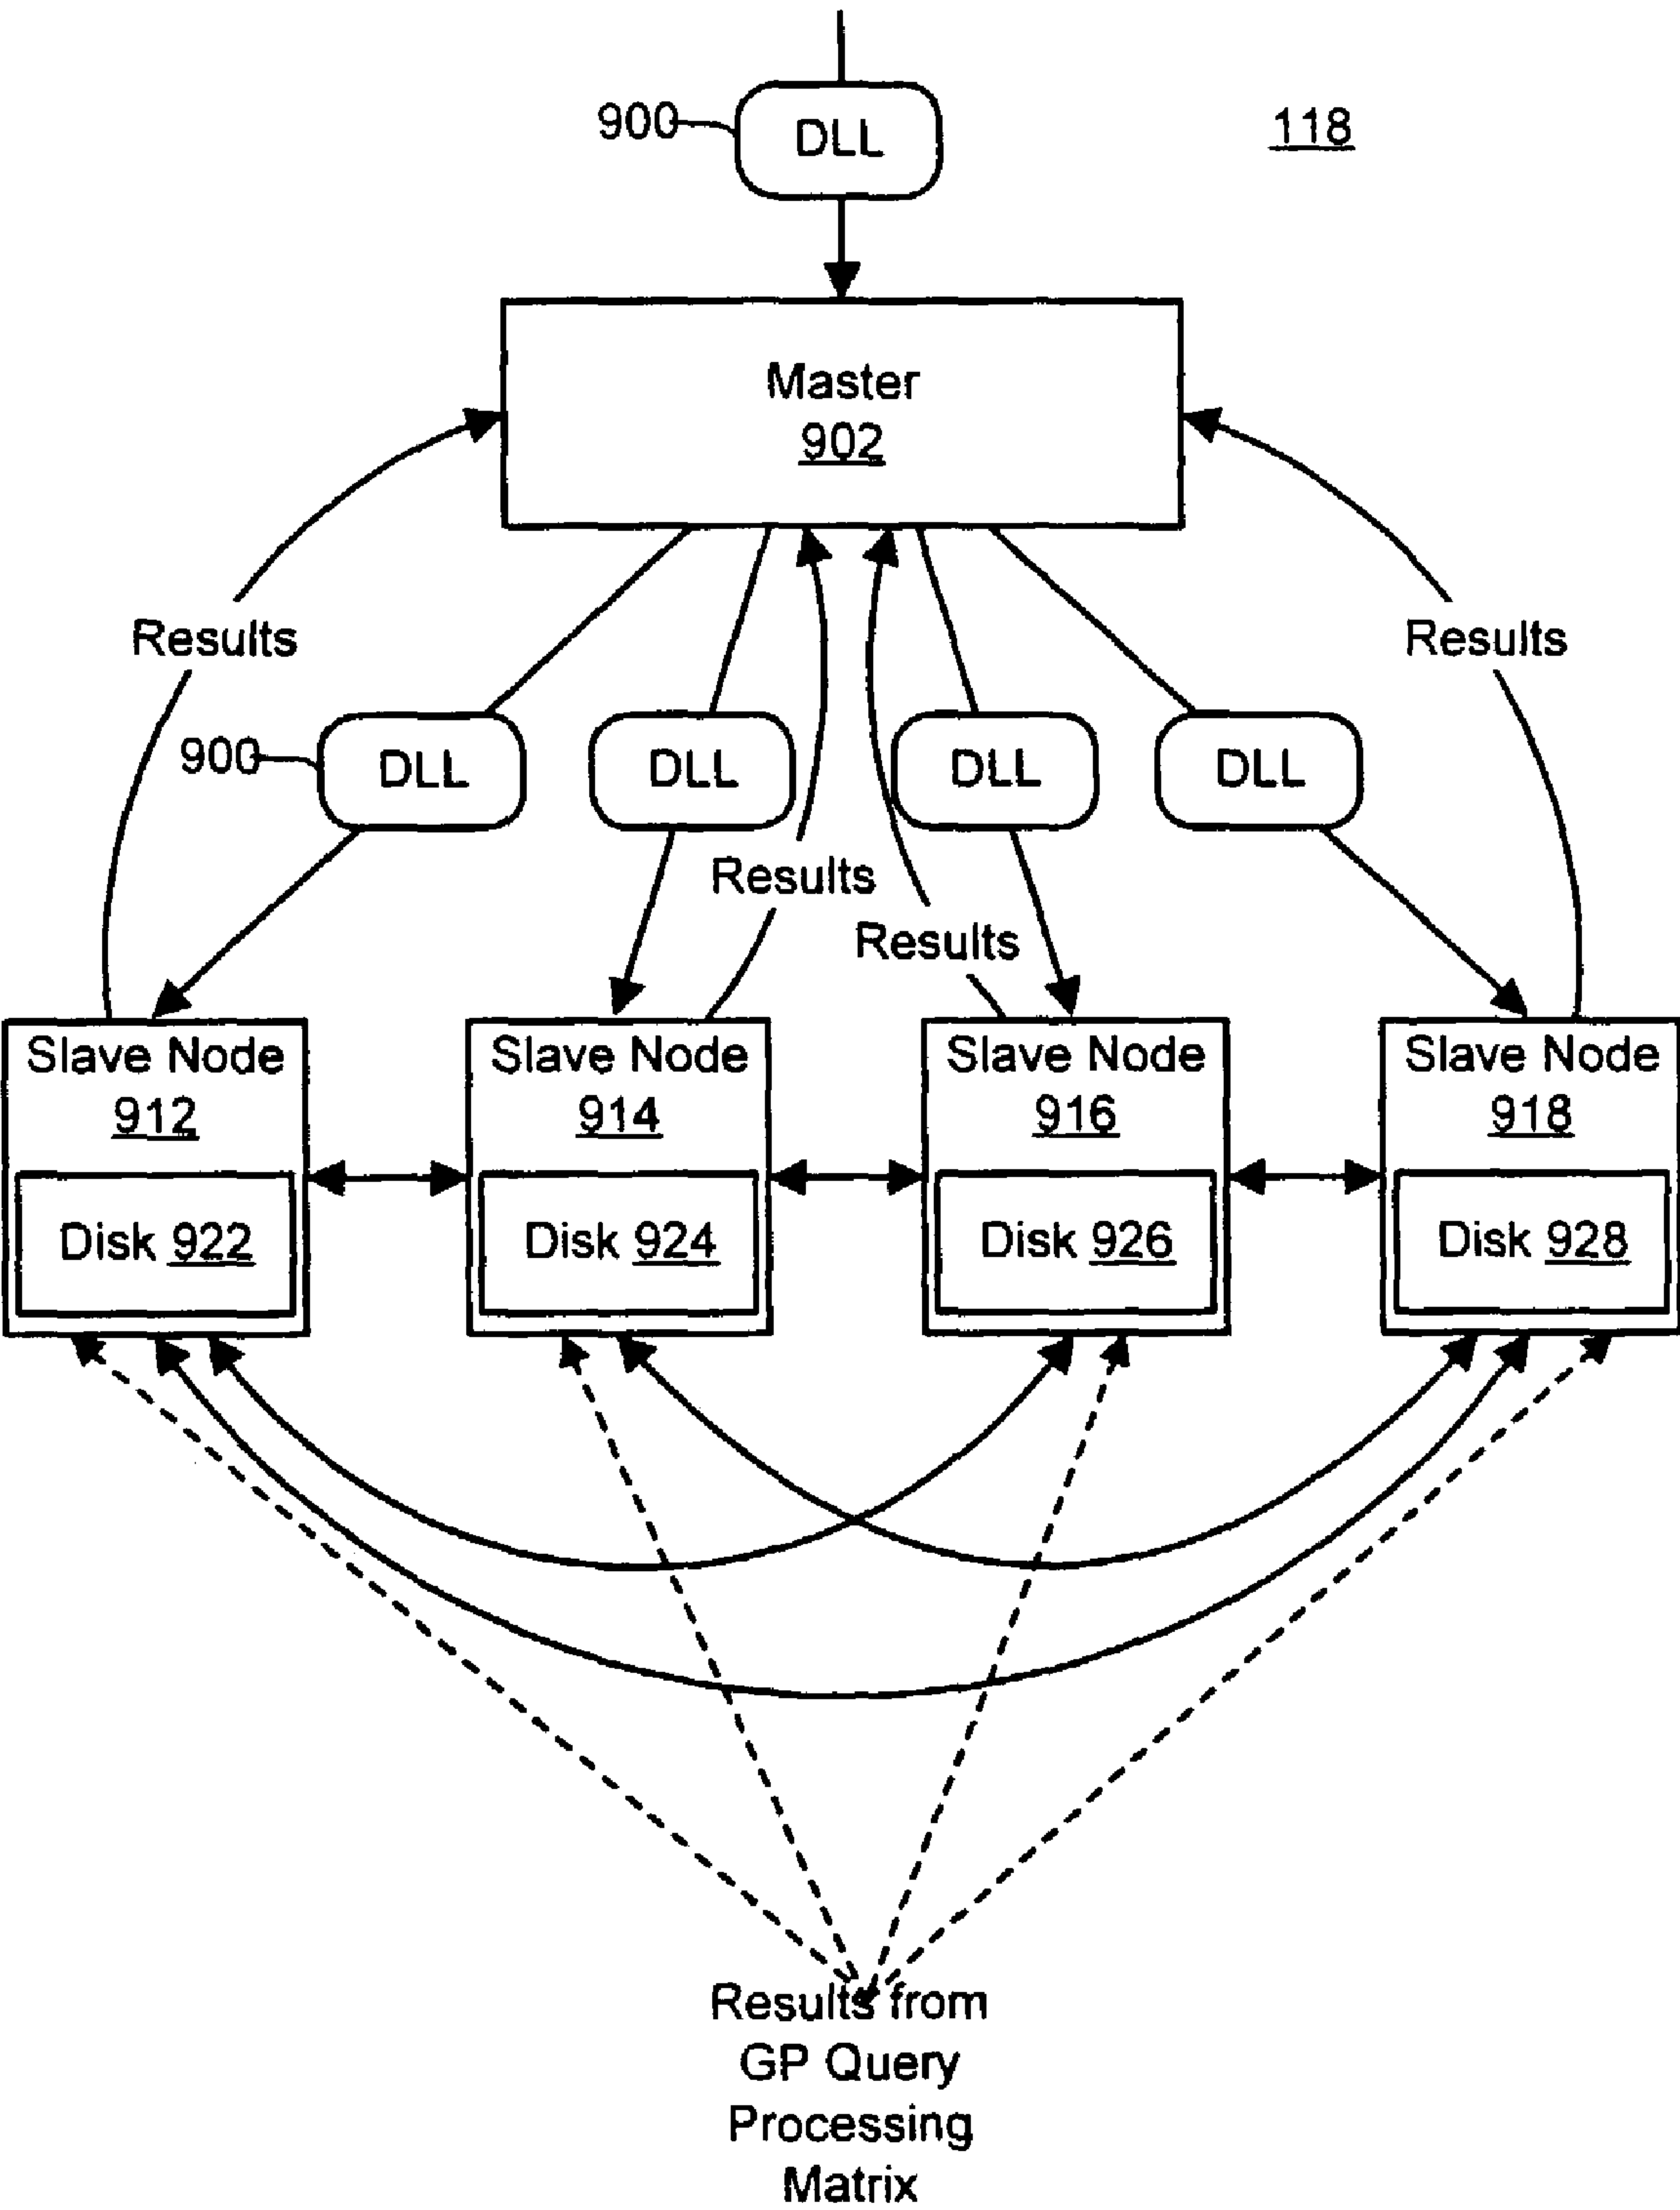 900 DLL 118
Master
902
Results Results
900 DLL DLL DLL DLL
Results
Results
Slave Node Slave Node Slave Node Slave Node
912 914 916 918
Disk 922 Disk 924 Disk 926 Disk 928
Results from
GP Query
Processing
Matrix